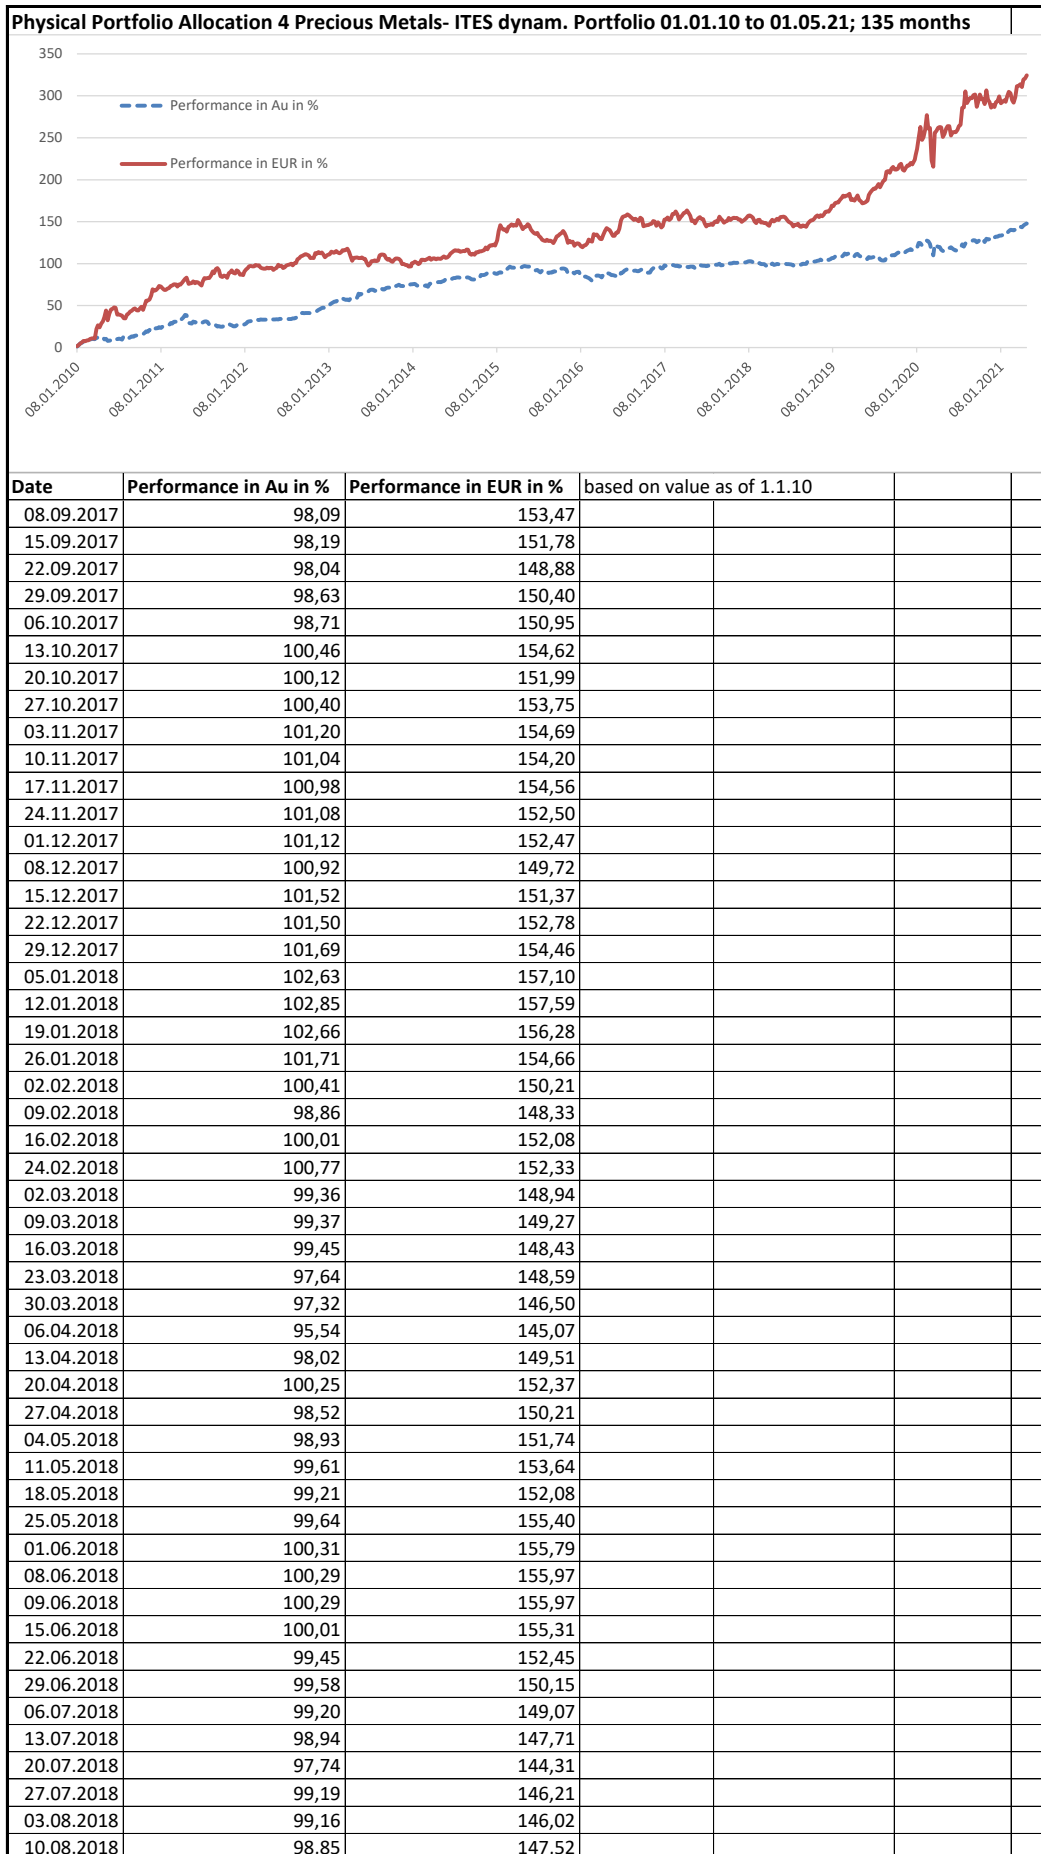 Physical Portfolio Allocation 4 Precious Metals- ITES dynam. Portfolio 01.01.10 to 01.05.21; 135 months
350
300
250
200
150
100
50
0
Performance in Au in %
Performance in EUR in %
08.01.2010
08.01.2011
08.01.2012
08.01.2013
08.01.2014
08.01.2015
08.01.2016
08.01.2017
08.01.2018
08.01.2019
08.01.2020
08.01.2021
Date Performance in Au in % Performance in EUR in % based on value as of 1.1.10
08.09.2017 98,09 153,47
15.09.2017 98,19 151,78
22.09.2017 98,04 148,88
29.09.2017 98,63 150,40
06.10.2017 98,71 150,95
13.10.2017 100,46 154,62
20.10.2017 100,12 151,99
27.10.2017 100,40 153,75
03.11.2017 101,20 154,69
10.11.2017 101,04 154,20
17.11.2017 100,98 154,56
24.11.2017 101,08 152,50
01.12.2017 101,12 152,47
08.12.2017 100,92 149,72
15.12.2017 101,52 151,37
22.12.2017 101,50 152,78
29.12.2017 101,69 154,46
05.01.2018 102,63 157,10
12.01.2018 102,85 157,59
19.01.2018 102,66 156,28
26.01.2018 101,71 154,66
02.02.2018 100,41 150,21
09.02.2018 98,86 148,33
16.02.2018 100,01 152,08
24.02.2018 100,77 152,33
02.03.2018 99,36 148,94
09.03.2018 99,37 149,27
16.03.2018 99,45 148,43
23.03.2018 97,64 148,59
30.03.2018 97,32 146,50
06.04.2018 95,54 145,07
13.04.2018 98,02 149,51
20.04.2018 100,25 152,37
27.04.2018 98,52 150,21
04.05.2018 98,93 151,74
11.05.2018 99,61 153,64
18.05.2018 99,21 152,08
25.05.2018 99,64 155,40
01.06.2018 100,31 155,79
08.06.2018 100,29 155,97
09.06.2018 100,29 155,97
15.06.2018 100,01 155,31
22.06.2018 99,45 152,45
29.06.2018 99,58 150,15
06.07.2018 99,20 149,07
13.07.2018 98,94 147,71
20.07.2018 97,74 144,31
27.07.2018 99,19 146,21
03.08.2018 99,16 146,02
10.08.2018 98,85 147,52